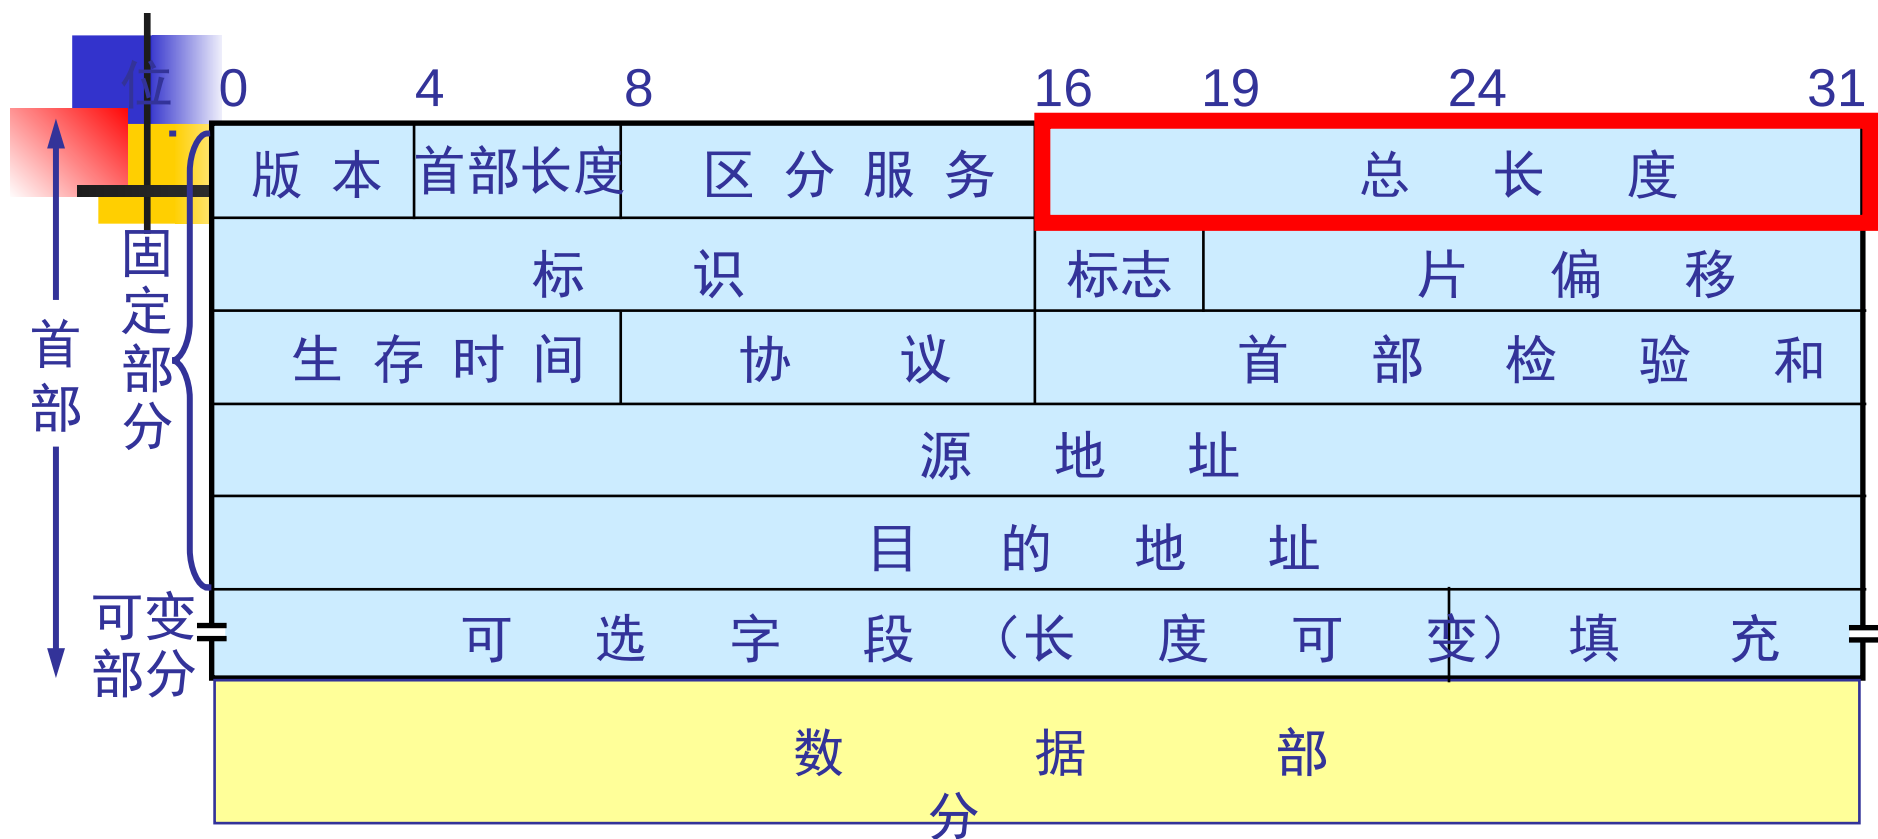 位 0 4 8 16 19 24 31
版本 首部长度 区分服务 总长度
标识 标志 片偏移
生存时间 协议 首部检验和
源地址
目的地址
可选字段（长度可变） 填充
数据部
分
首部
固定部分
可变
部分